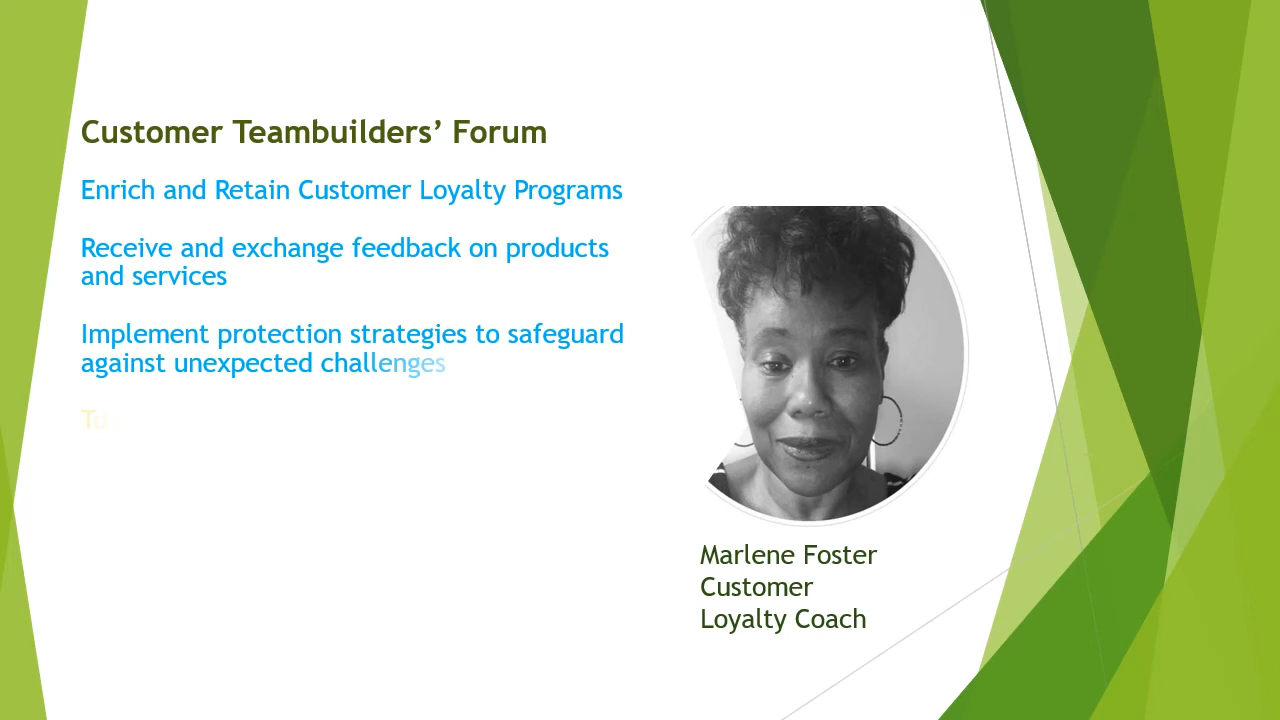 Customer Teambuilders’ Forum
Enrich and Retain Customer Loyalty Programs
Receive and exchange feedback on products
and services
Implement protection strategies to safeguard
against unexpected challenges
To
Marlene Foster
Customer
Loyalty Coach